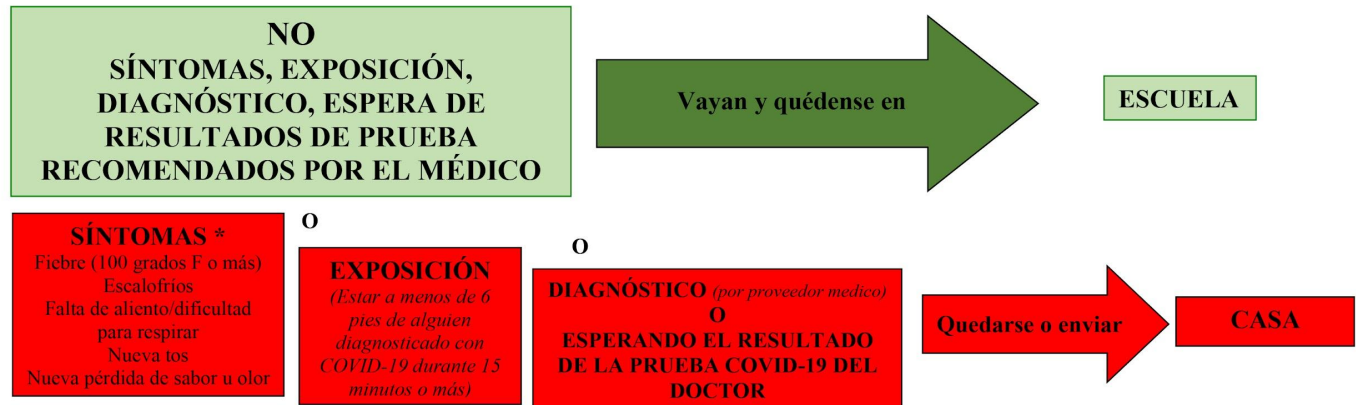 NO
SÍNTOMAS, EXPOSICIÓN,
DIAGNÓSTICO, ESPERA DE
RESULTADOS DE PRUEBA
RECOMENDADOS POR EL MÉDICO
Vayan y quédense en
ESCUELA
SÍNTOMAS *
Fiebre (100 grados F o más)
Escalofríos
Falta de aliento/dificultad
para respirar
Nueva tos
Nueva pérdida de sabor u olor
O
EXPOSICIÓN
(Estar a menos de 6
pies de alguien
diagnosticado con
COVID-19 durante 15
minutos o más)
O
DIAGNÓSTICO (por proveedor medico)
O
ESPERANDO EL RESULTADO
DE LA PRUEBA COVID-19 DEL
DOCTOR
Quedarse o enviar
CASA